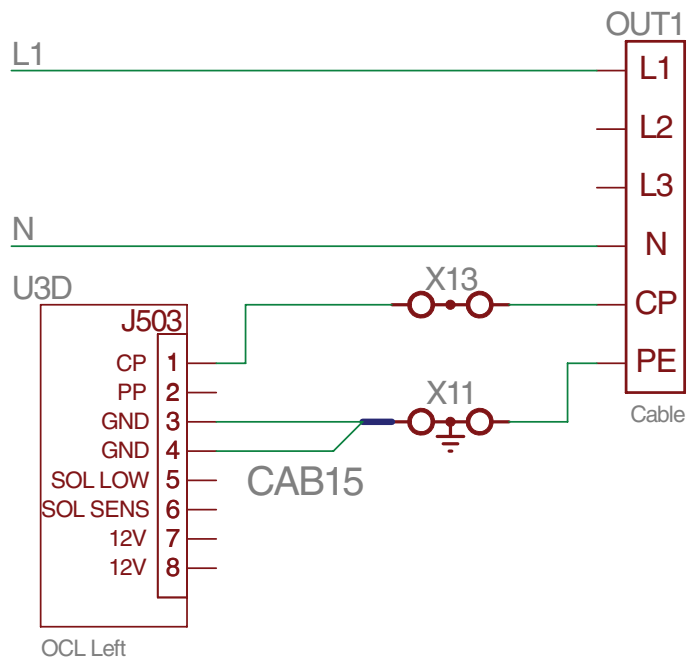 OUT1
L1
L1
L2
L3
N
N
U3D
X13
CP
J503
CP 1
PE
PP 2
X11
GND 3
Cable
GND 4
CAB15
SOL LOW 5
SOL SENS 6
12V 7
12V 8
OCL Left